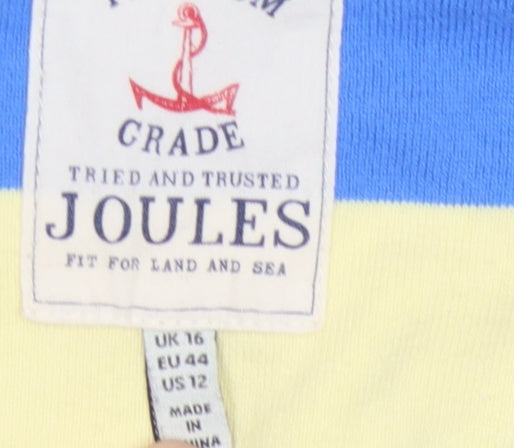 GRADE
TRIED AND TRUSTED
JOULES
FIT FOR LAND AND SEA
UK 16
EU 44
US 12
MADE
IN